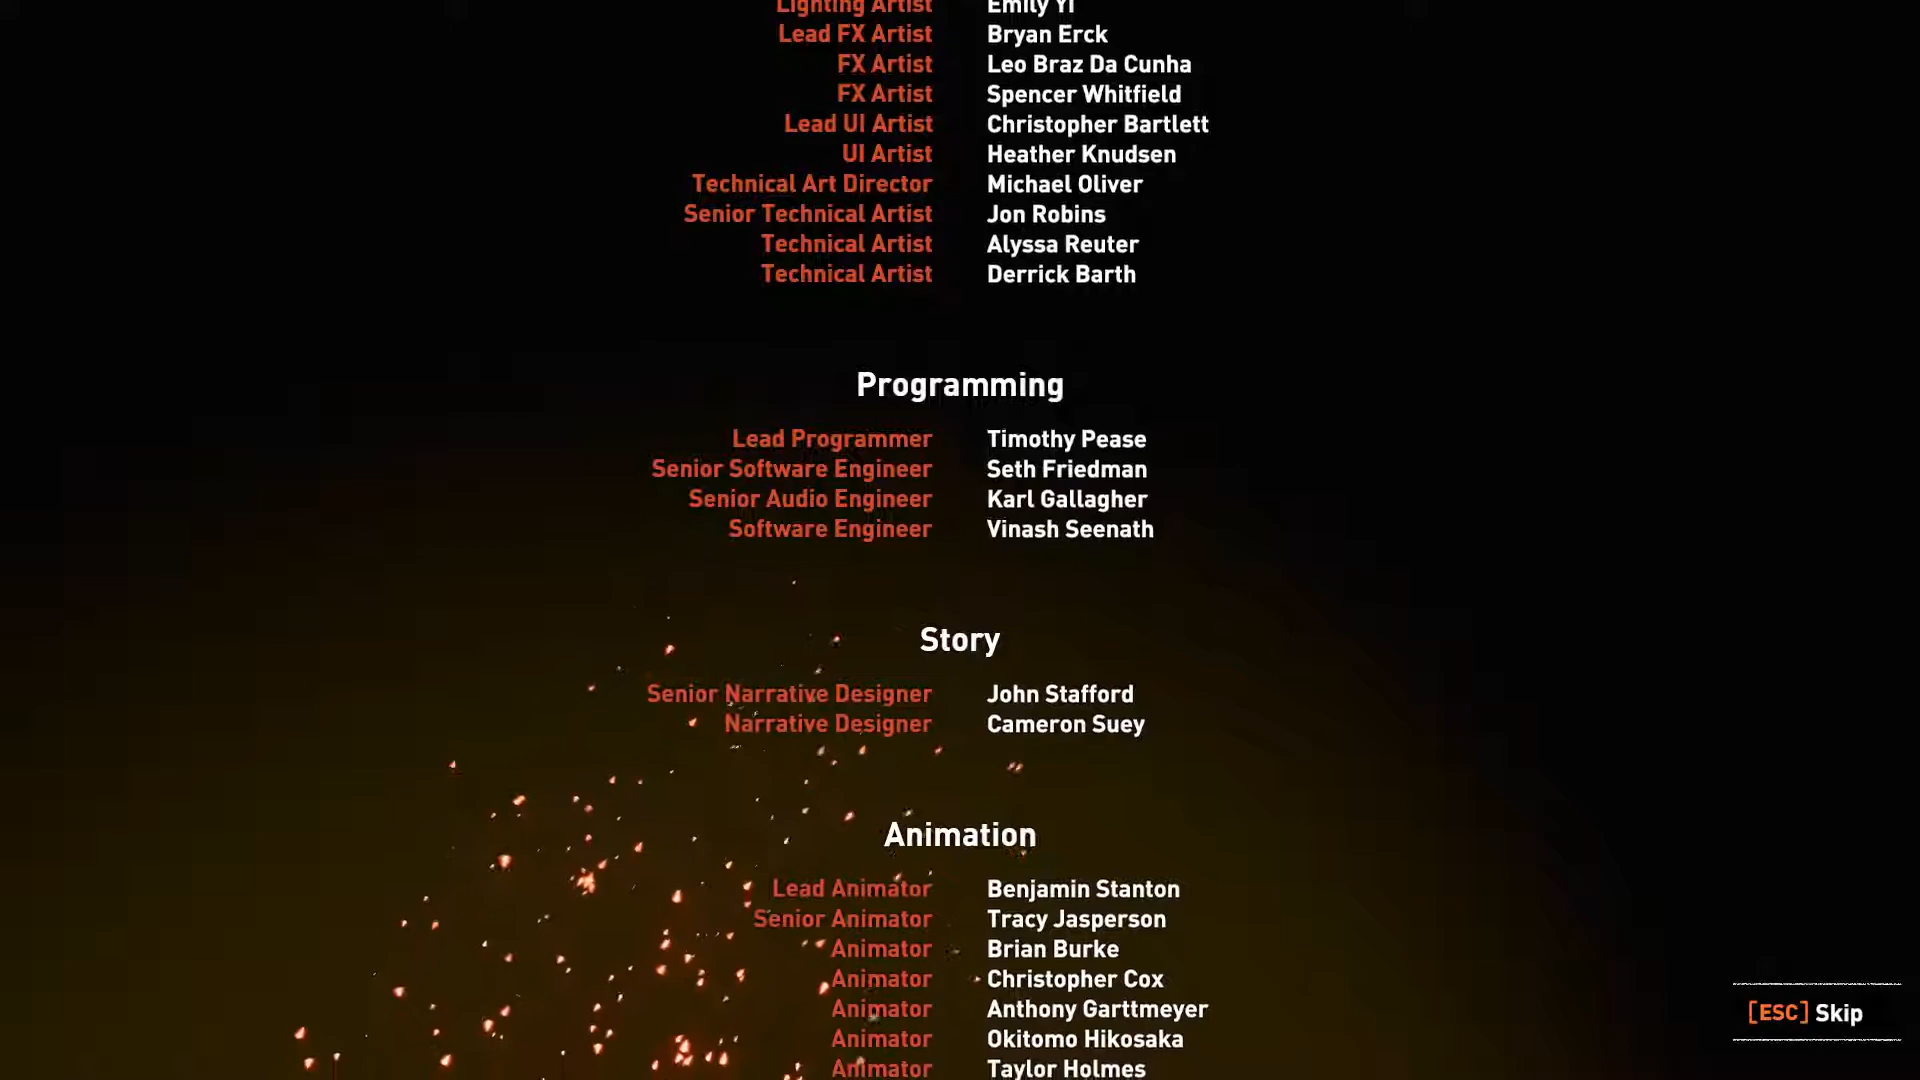 Lighting Artist Emily Yi
Lead FX Artist Bryan Erck
FX Artist Leo Braz Da Cunha
FX Artist Spencer Whitfield
Lead UI Artist Christopher Bartlett
UI Artist Heather Knudsen
Technical Art Director Michael Oliver
Senior Technical Artist Jon Robins
Technical Artist Alyssa Reuter
Technical Artist Derrick Barth
Programming
Lead Programmer Timothy Pease
Senior Software Engineer Seth Friedman
Senior Audio Engineer Karl Gallagher
Software Engineer Vinash Seenath
Story
Senior Narrative Designer John Stafford
Narrative Designer Cameron Suey
Animation
Lead Animator Benjamin Stanton
Senior Animator Tracy Jasperson
Animator Brian Burke
Animator Christopher Cox
Animator Anthony Garttmeyer
Animator Okitomo Hikosaka
Animator Taylor Holmes
[ESC] Skip